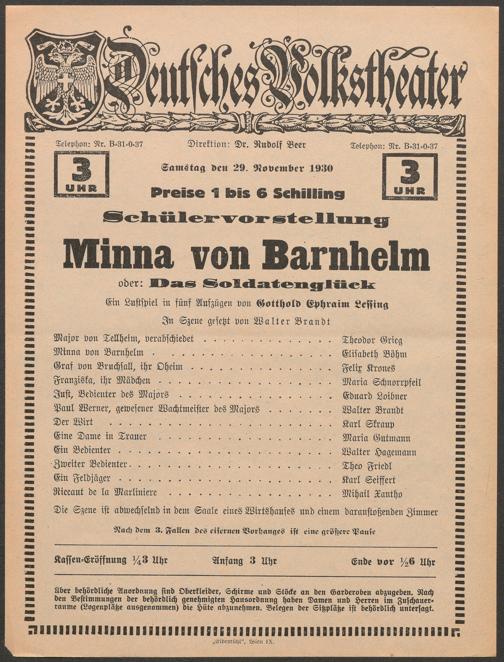 Deutsches Volkstheater
Telephon: Nr. B-31-0-37 Direktion: Dr. Rudolf Beer Telephon: Nr. B-31-0-37
3 UHR Samstag den 29. November 1930 3 UHR
Preise 1 bis 6 Schilling
Schülervorstellung
Minna von Barnhelm
oder: Das Soldatenglück
Ein Lustspiel in fünf Aufzügen von Gotthold Ephraim Lessing
In Szene gesetzt von Walter Brandt
Major von Tellheim, verabschiedet . . . Theodor Grieg
Minna von Barnhelm . . . Elisabeth Böhm
Graf von Bruchsall, ihr Oheim . . . Felix Krones
Franziska, ihr Mädchen . . . Maria Schnorrpfeil
Just, Bedienter des Majors . . . Eduard Loibner
Paul Werner, gewesener Wachtmeister des Majors . . . Walter Brandt
Der Wirt . . . Karl Skraup
Eine Dame in Trauer . . . Maria Gutmann
Ein Bedienter . . . Walter Hagemann
Zweiter Bedienter . . . Theo Friedl
Ein Feldjäger . . . Karl Seiffert
Riccaut de la Marliniere . . . Mihail Xantho
Die Szene ist abwechselnd in dem Saale eines Wirtshauses und einem daranstoßenden Zimmer
Nach dem 3. Fallen des eisernen Vorhanges ist eine größere Pause
Kassen-Eröffnung ¼3 Uhr Anfang 3 Uhr Ende vor ½6 Uhr
Über behördliche Anordnung sind Oberkleider, Schirme und Stöcke an den Garderoben abzugeben. Nach
den Bestimmungen der behördlich genehmigten Hausordnung haben Damen und Herren im Zuschauer-
raume (Logenplätze ausgenommen) die Hüte abzunehmen. Belegen der Sitzplätze ist behördlich untersagt.
Wien IX.